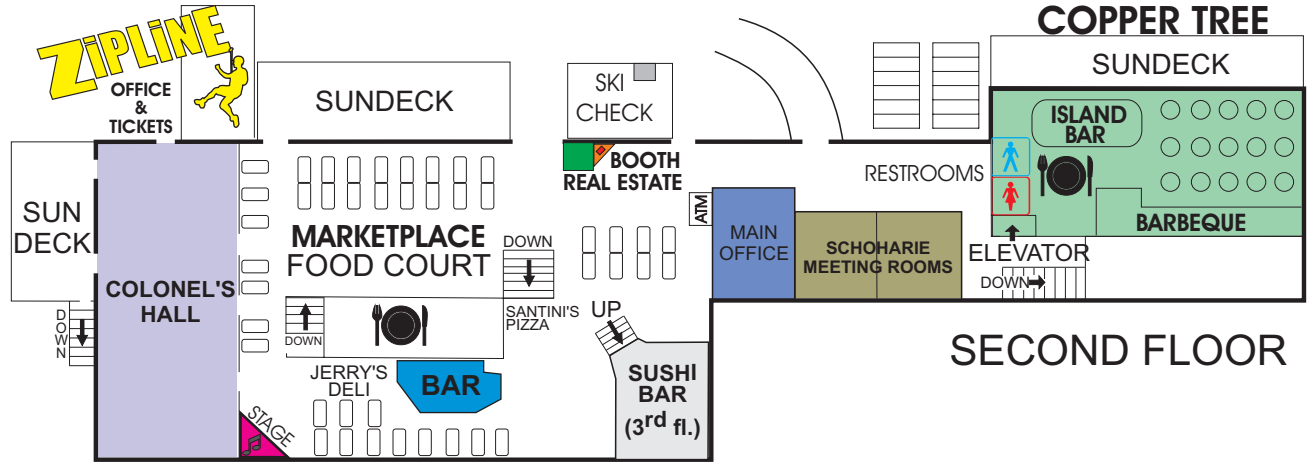 ZiPLiNE
OFFICE
&
TICKETS
SUNDECK
SKI
CHECK
COPPER TREE
SUNDECK
ISLAND
BAR
BOOTH
REAL ESTATE
RESTROOMS
SUN
DECK
ATM
MARKETPLACE
FOOD COURT
DOWN
MAIN
OFFICE
SCHOHARIE
MEETING ROOMS
BARBEQUE
ELEVATOR
DOWN
COLONEL'S
HALL
DOWN
DOWN
SANTINI'S
PIZZA
UP
SECOND FLOOR
JERRY'S
DELI
BAR
SUSHI
BAR
(3rd fl.)
STAGE